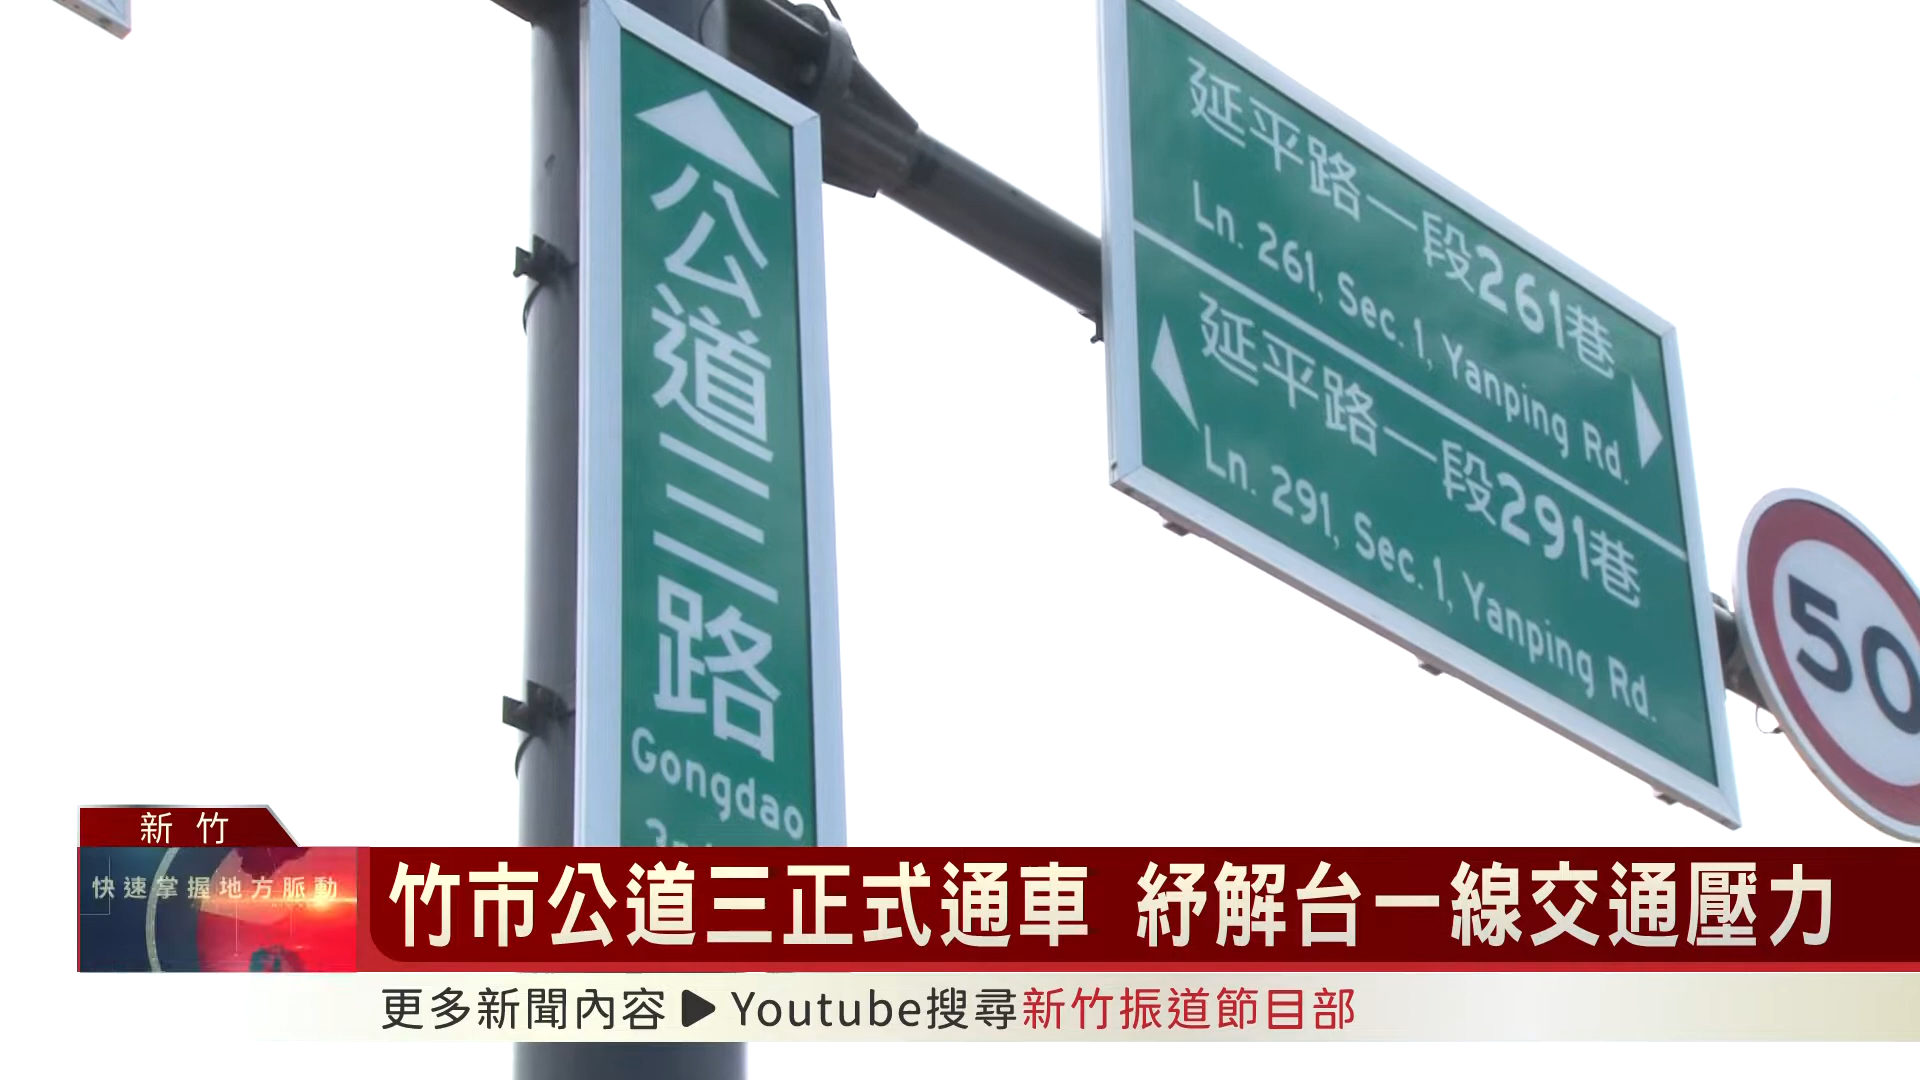 公道三路
Gongdao
延平路一段261巷
Ln. 261, Sec. 1, Yanping Rd.
延平路一段291巷
Ln. 291, Sec. 1, Yanping Rd.
50
新竹
快速掌握地方脈動
竹市公道三正式通車 紓解台一線交通壓力
更多新聞內容▶Youtube搜尋新竹振道節目部